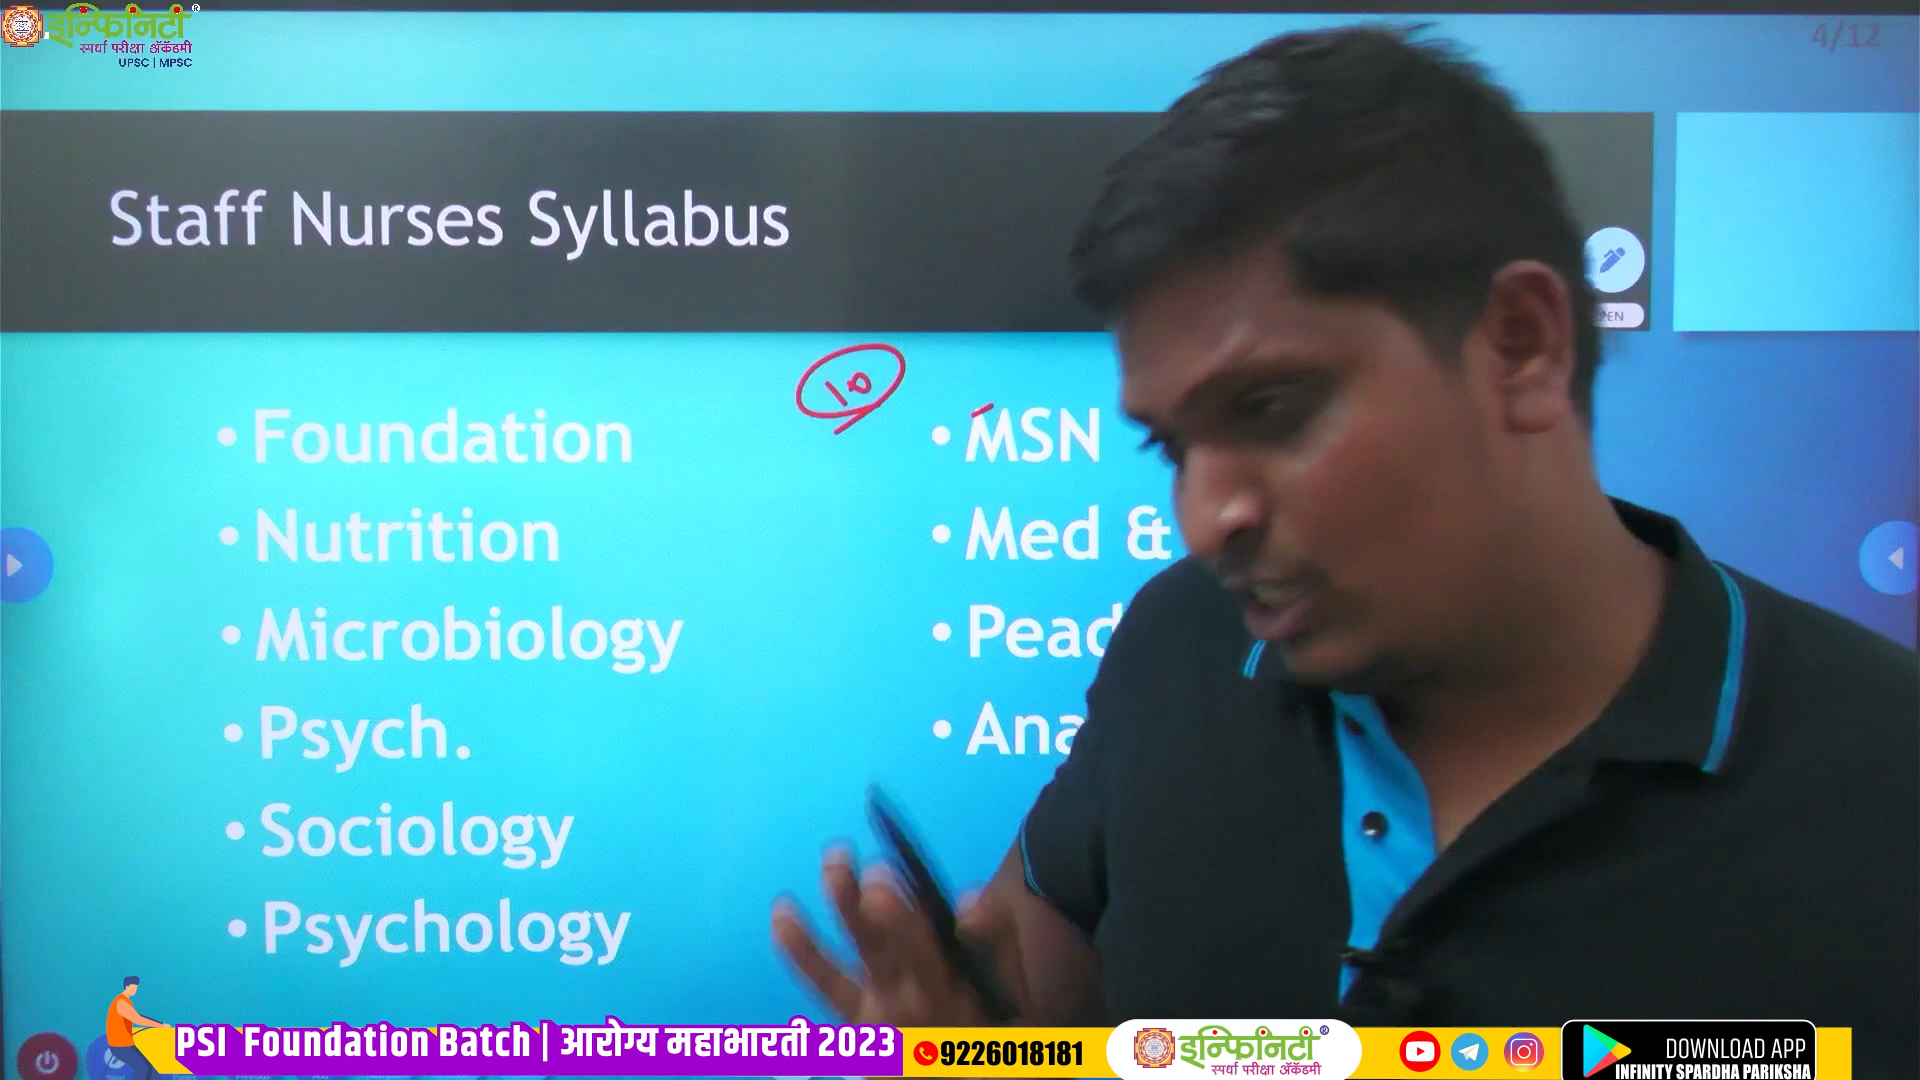 इन्फिनिटी®
स्पर्धा परीक्षा अ‍ॅकॅडमी
UPSC | MPSC
4/12
Staff Nurses Syllabus
PEN
10
• Foundation
• Nutrition
• Microbiology
• Psych.
• Sociology
• Psychology
• MSN
• Med &
• Pead
• Ana
PSI Foundation Batch | आरोग्य महाभारती 2023
9226018181
इन्फिनिटी®
स्पर्धा परीक्षा अ‍ॅकॅडमी
DOWNLOAD APP
INFINITY SPARDHA PARIKSHA